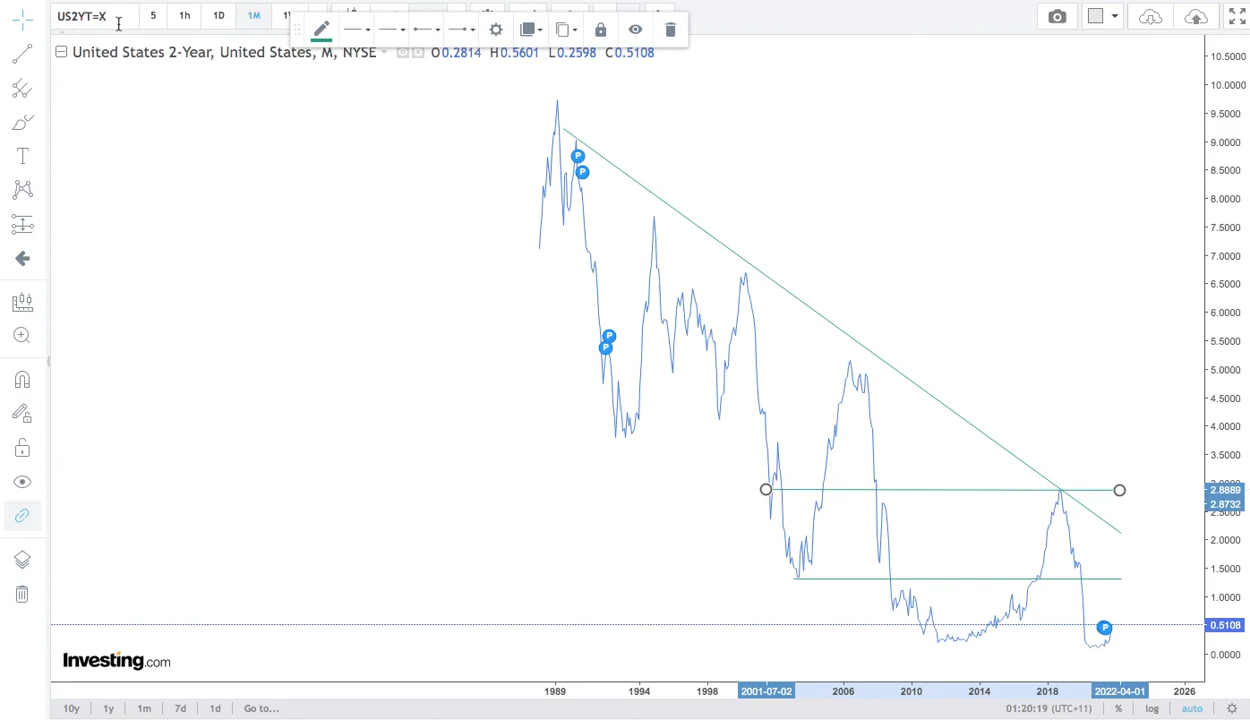 US2YT=X 5 1h 1D 1M
United States 2-Year, United States, M, NYSE O0.2814 H0.5601 L0.2598 C0.5108
10.5000
10.0000
9.5000
9.0000
8.5000
8.0000
7.5000
7.0000
6.5000
6.0000
5.5000
5.0000
4.5000
4.0000
3.5000
2.8889
2.8732
2.0000
1.5000
1.0000
0.5108
0.0000
P
P
P
P
P
Investing.com
1989 1994 1998 2001-07-02 2006 2010 2014 2018 2022-04-01 2026
10y 1y 1m 7d 1d Go to... 01:20:19 (UTC+11) % log auto